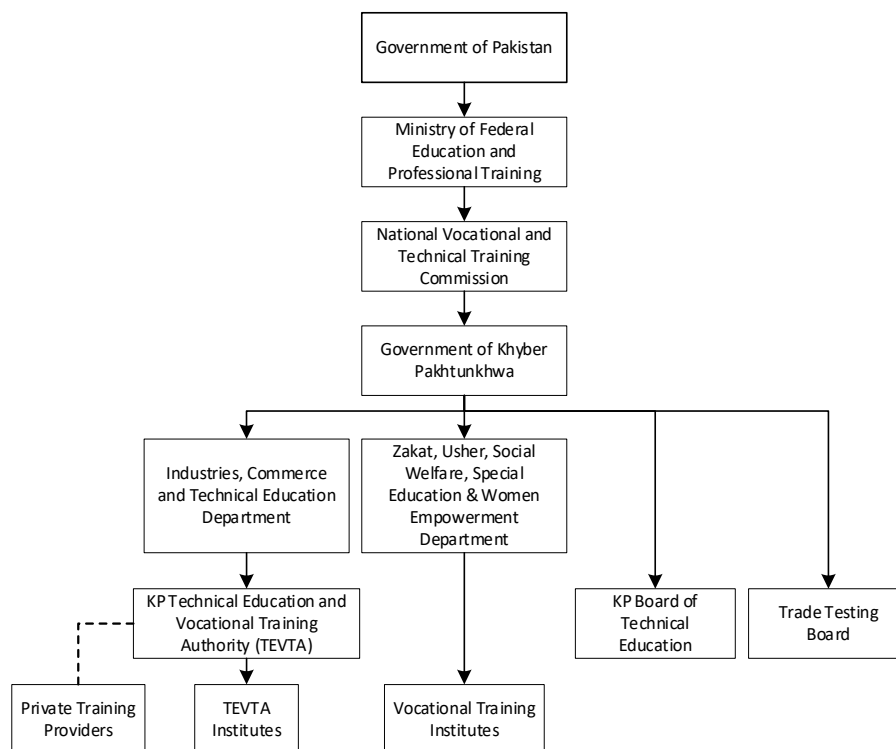 Government of Pakistan
Ministry of Federal
Education and
Professional Training
National Vocational and
Technical Training
Commission
Government of Khyber
Pakhtunkhwa
Industries, Commerce
and Technical Education
Department
Zakat, Usher, Social
Welfare, Special
Education & Women
Empowerment
Department
KP Technical Education and
Vocational Training
Authority (TEVTA)
KP Board of
Technical
Education
Trade Testing
Board
Private Training
Providers
TEVTA
Institutes
Vocational Training
Institutes